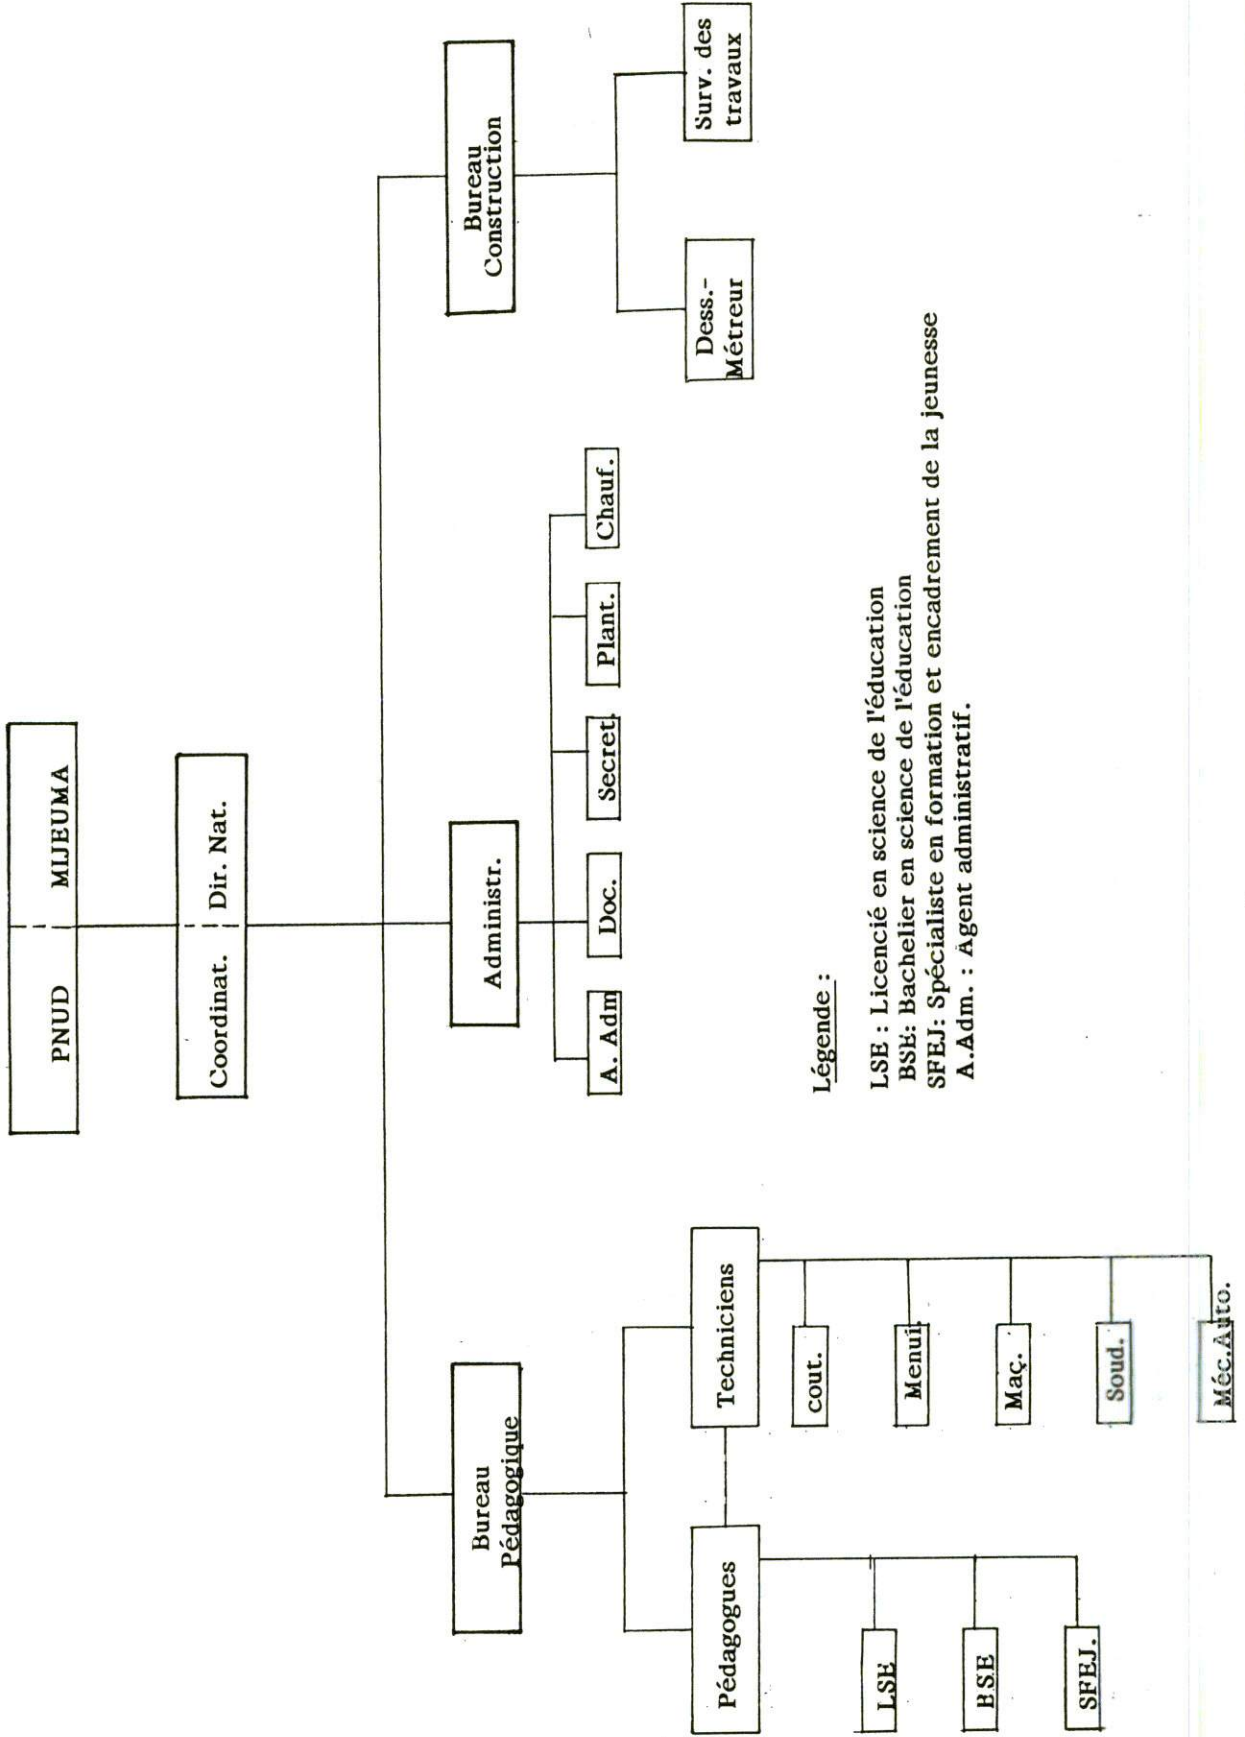 PNUD MIJEUMA
Coordinat. Dir. Nat.
Bureau
Pédagogique
Administr.
Bureau
Construction
Pédagogues
Techniciens
LSE
BSE
SFEJ.
cout.
Menui.
Maç.
Soud.
Méc.Auto.
A. Adm
Doc.
Secret.
Plant.
Chauf.
Dess.-
Métreur
Surv. des
travaux
Légende :
LSE : Licencié en science de l'éducation
BSE: Bachelier en science de l'éducation
SFEJ: Spécialiste en formation et encadrement de la jeunesse
A.Adm. : Agent administratif.